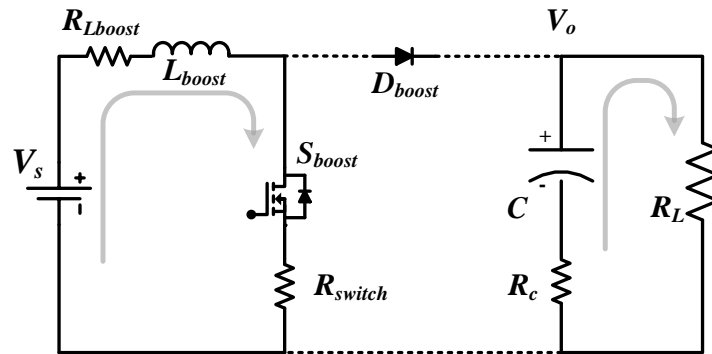 R_Lboost
V_o
L_boost
D_boost
S_boost
V_s
+
+
-
C
R_L
R_switch
R_c